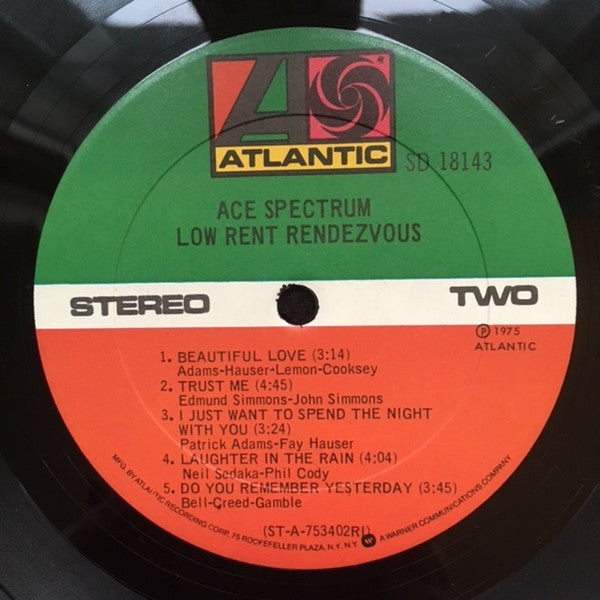 ATLANTIC
SD 18143
ACE SPECTRUM
LOW RENT RENDEZVOUS
STEREO
TWO
℗ 1975
ATLANTIC
1. BEAUTIFUL LOVE (3:14)
Adams-Hauser-Lemon-Cooksey
2. TRUST ME (4:45)
Edmund Simmons-John Simmons
3. I JUST WANT TO SPEND THE NIGHT
WITH YOU (3:24)
Patrick Adams-Fay Hauser
4. LAUGHTER IN THE RAIN (4:04)
Neil Sedaka-Phil Cody
5. DO YOU REMEMBER YESTERDAY (3:45)
Bell-Creed-Gamble
(ST-A-753402RI)
MFG. BY ATLANTIC RECORDING CORP., 75 ROCKEFELLER PLAZA, N.Y. N.Y. A WARNER COMMUNICATIONS COMPANY